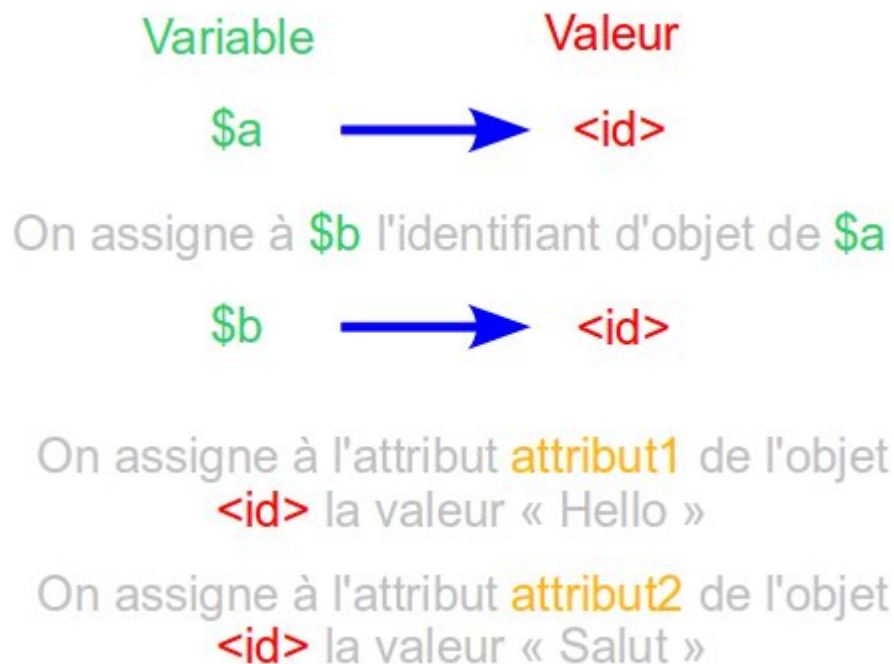 Variable Valeur
$a <id>
On assigne à $b l'identifiant d'objet de $a
$b <id>
On assigne à l'attribut attribut1 de l'objet
<id> la valeur « Hello »
On assigne à l'attribut attribut2 de l'objet
<id> la valeur « Salut »